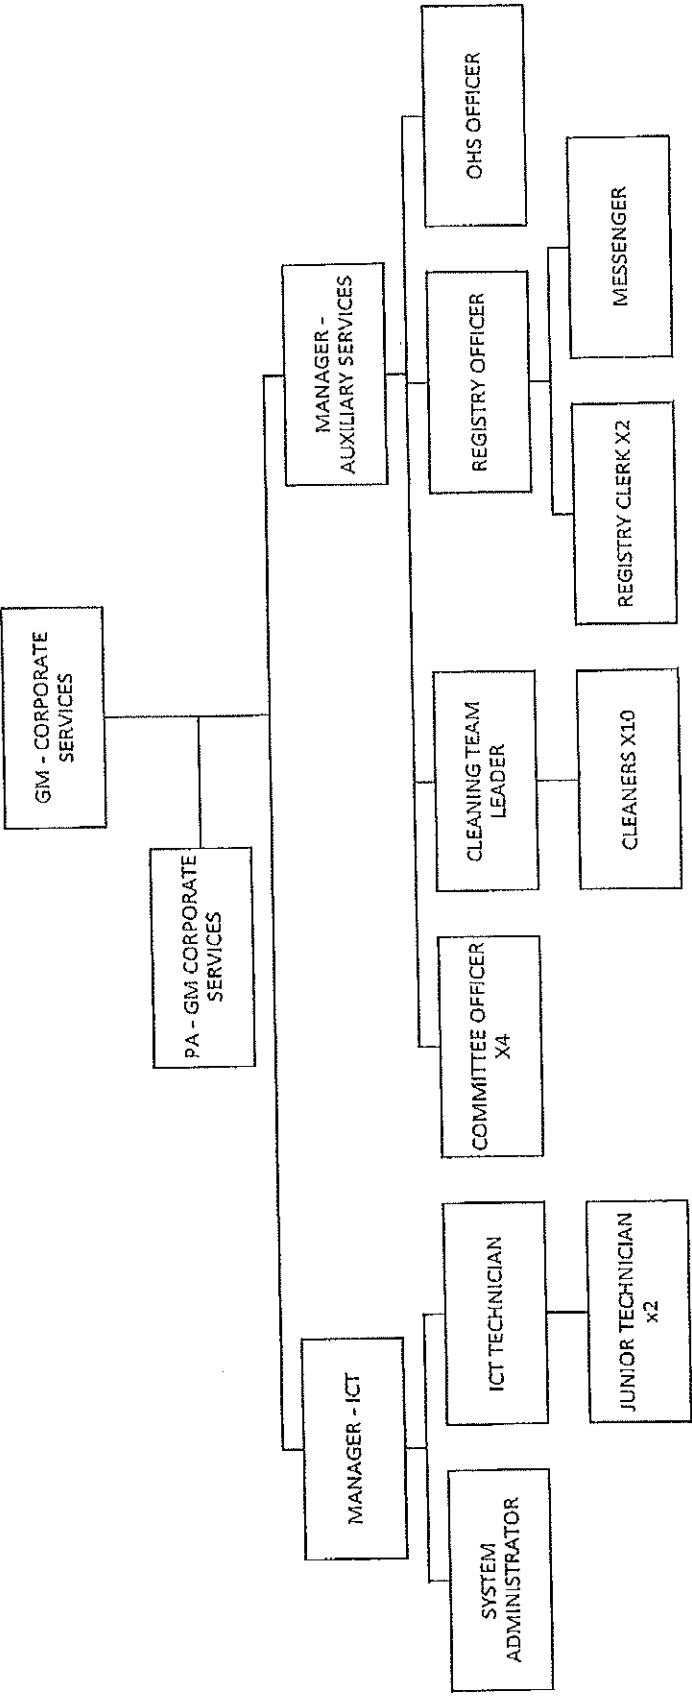 GM - CORPORATE
SERVICES
PA - GM CORPORATE
SERVICES
MANAGER - ICT
MANAGER -
AUXILIARY SERVICES
SYSTEM
ADMINISTRATOR
ICT TECHNICIAN
COMMITTEE OFFICER
X4
CLEANING TEAM
LEADER
REGISTRY OFFICER
OHS OFFICER
JUNIOR TECHNICIAN
x2
CLEANERS X10
REGISTRY CLERK X2
MESSENGER